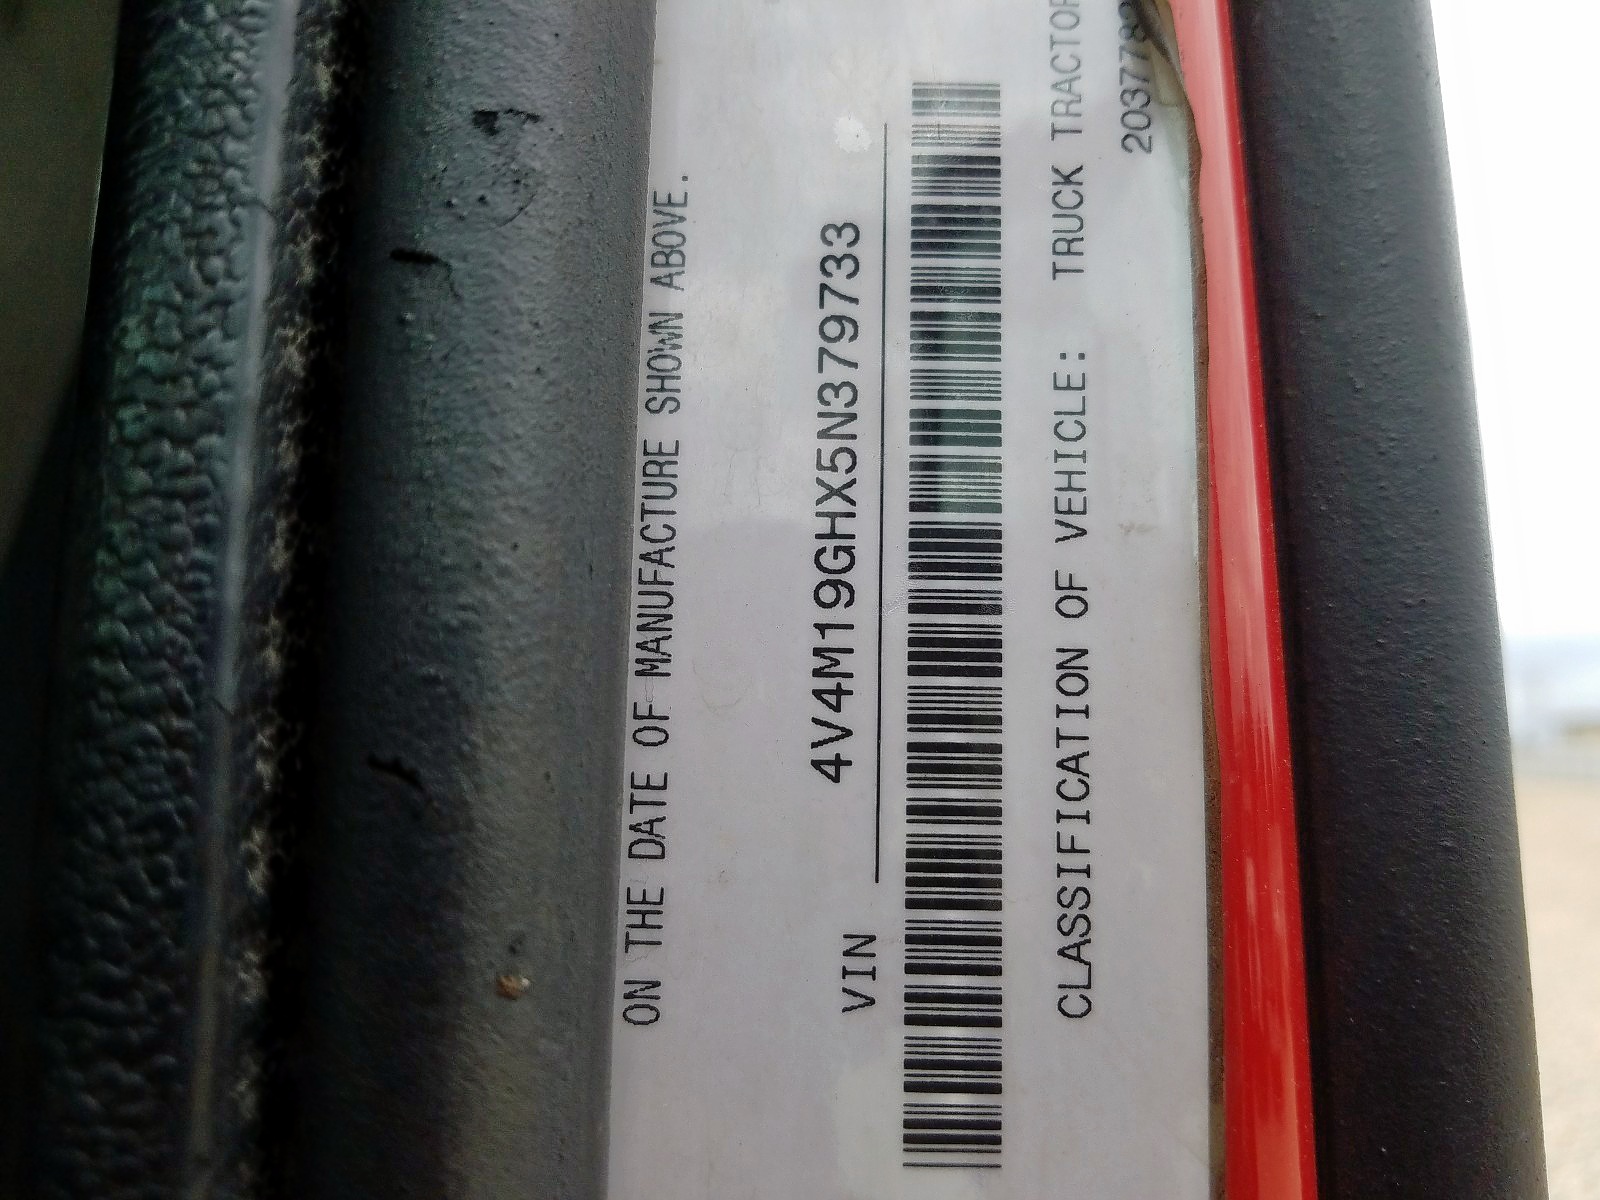 ON THE DATE OF MANUFACTURE SHOWN ABOVE.
VIN 4V4M19GHX5N379733
CLASSIFICATION OF VEHICLE: TRUCK TRACTOR